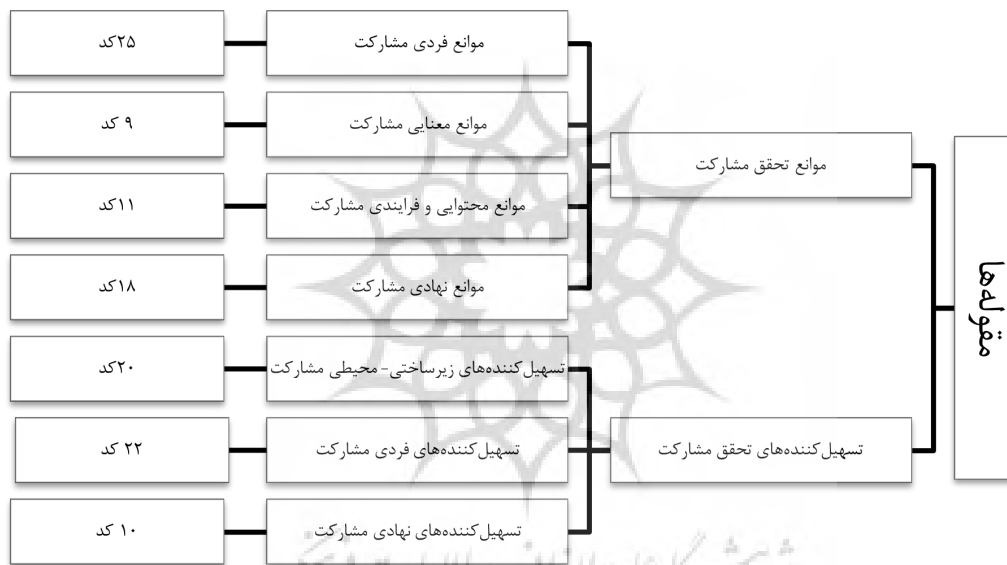 مقوله‌ها
موانع تحقق مشارکت
موانع فردی مشارکت
۲۵کد
موانع معنایی مشارکت
۹ کد
موانع محتوایی و فرایندی مشارکت
۱۱کد
موانع نهادی مشارکت
۱۸کد
تسهیل‌کننده‌های تحقق مشارکت
تسهیل‌کننده‌های زیرساختی- محیطی مشارکت
۲۰کد
تسهیل‌کننده‌های فردی مشارکت
۲۲ کد
تسهیل‌کننده‌های نهادی مشارکت
۱۰ کد